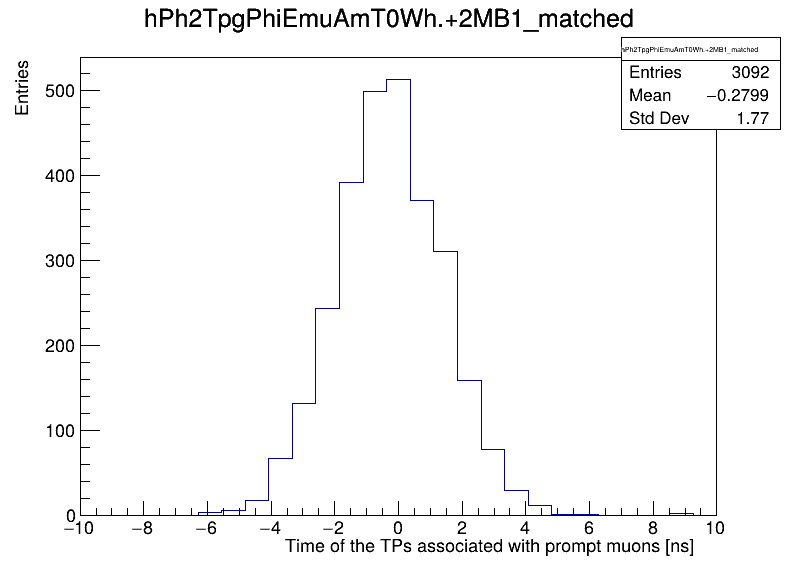 hPh2TpgPhiEmuAmT0Wh.+2MB1_matched
hPh2TpgPhiEmuAmT0Wh.+2MB1_matched
Entries 3092
Mean −0.2799
Std Dev 1.77
Entries
500
400
300
200
100
0
−10 −8 −6 −4 −2 0 2 4 6 8 10
Time of the TPs associated with prompt muons [ns]